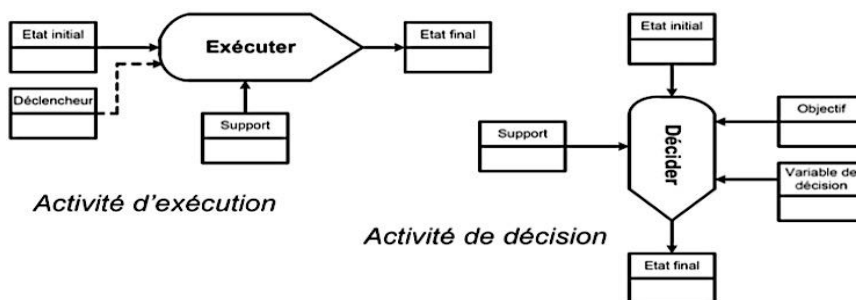 Etat initial
Exécuter
Etat final
Déclencheur
Support
Activité d'exécution
Etat initial
Support
Décider
Objectif
Variable de
décision
Activité de décision
Etat final